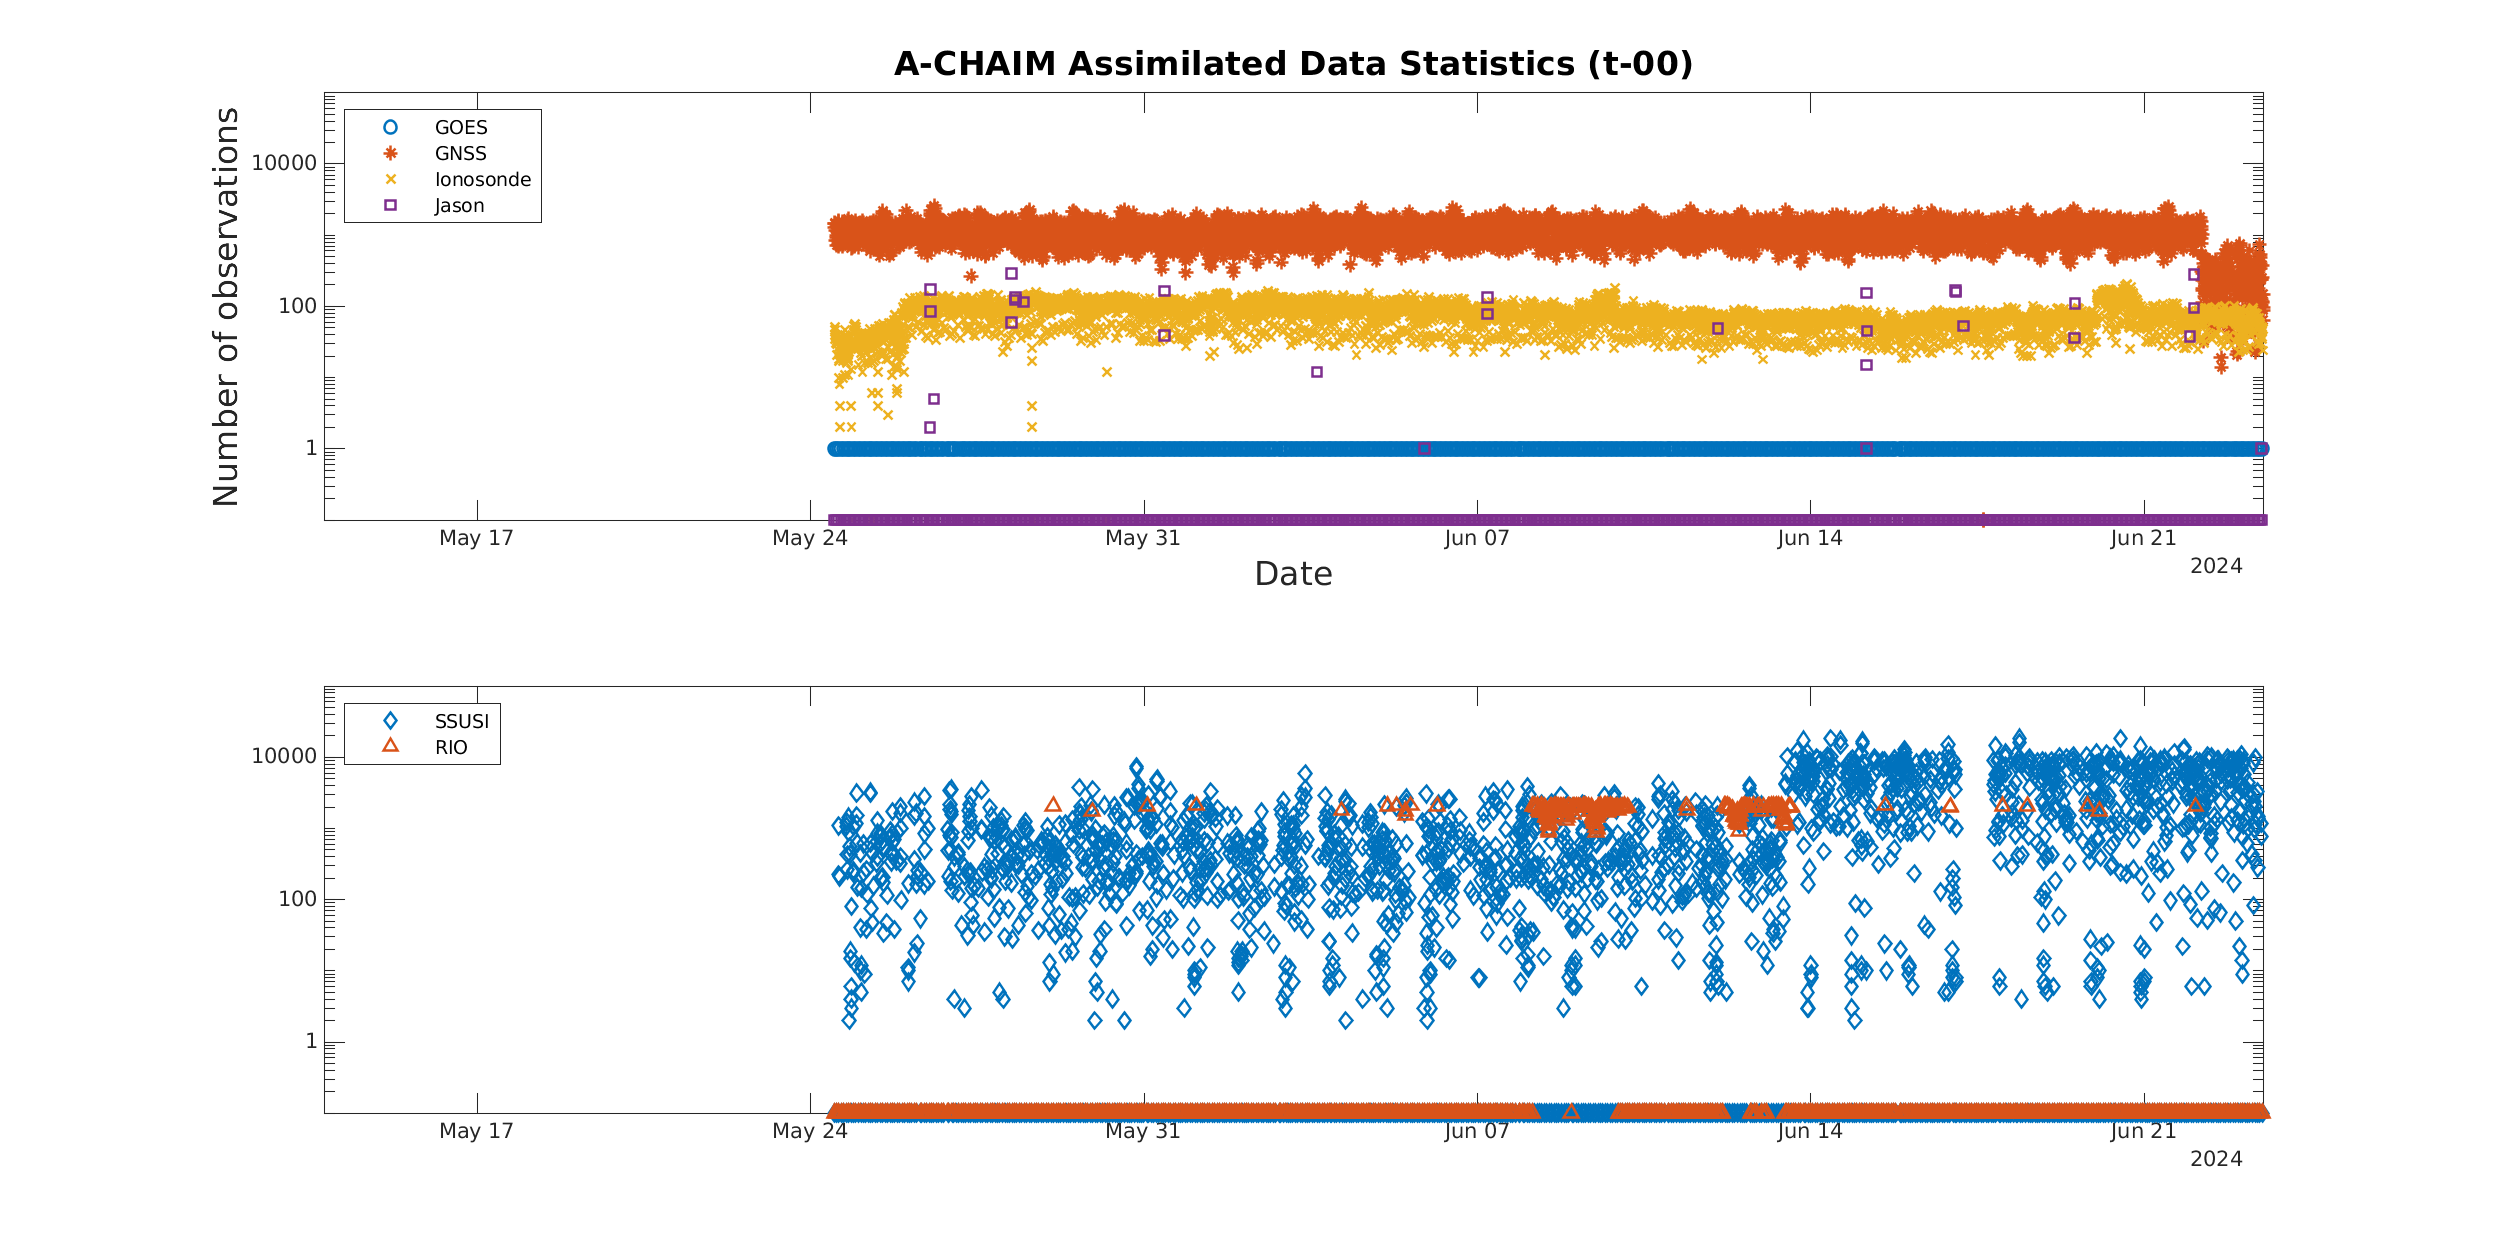 A-CHAIM Assimilated Data Statistics (t-00)
Number of observations
10000
100
1
GOES
GNSS
Ionosonde
Jason
May 17
May 24
May 31
Jun 07
Jun 14
Jun 21
2024
Date
10000
100
1
SSUSI
RIO
May 17
May 24
May 31
Jun 07
Jun 14
Jun 21
2024